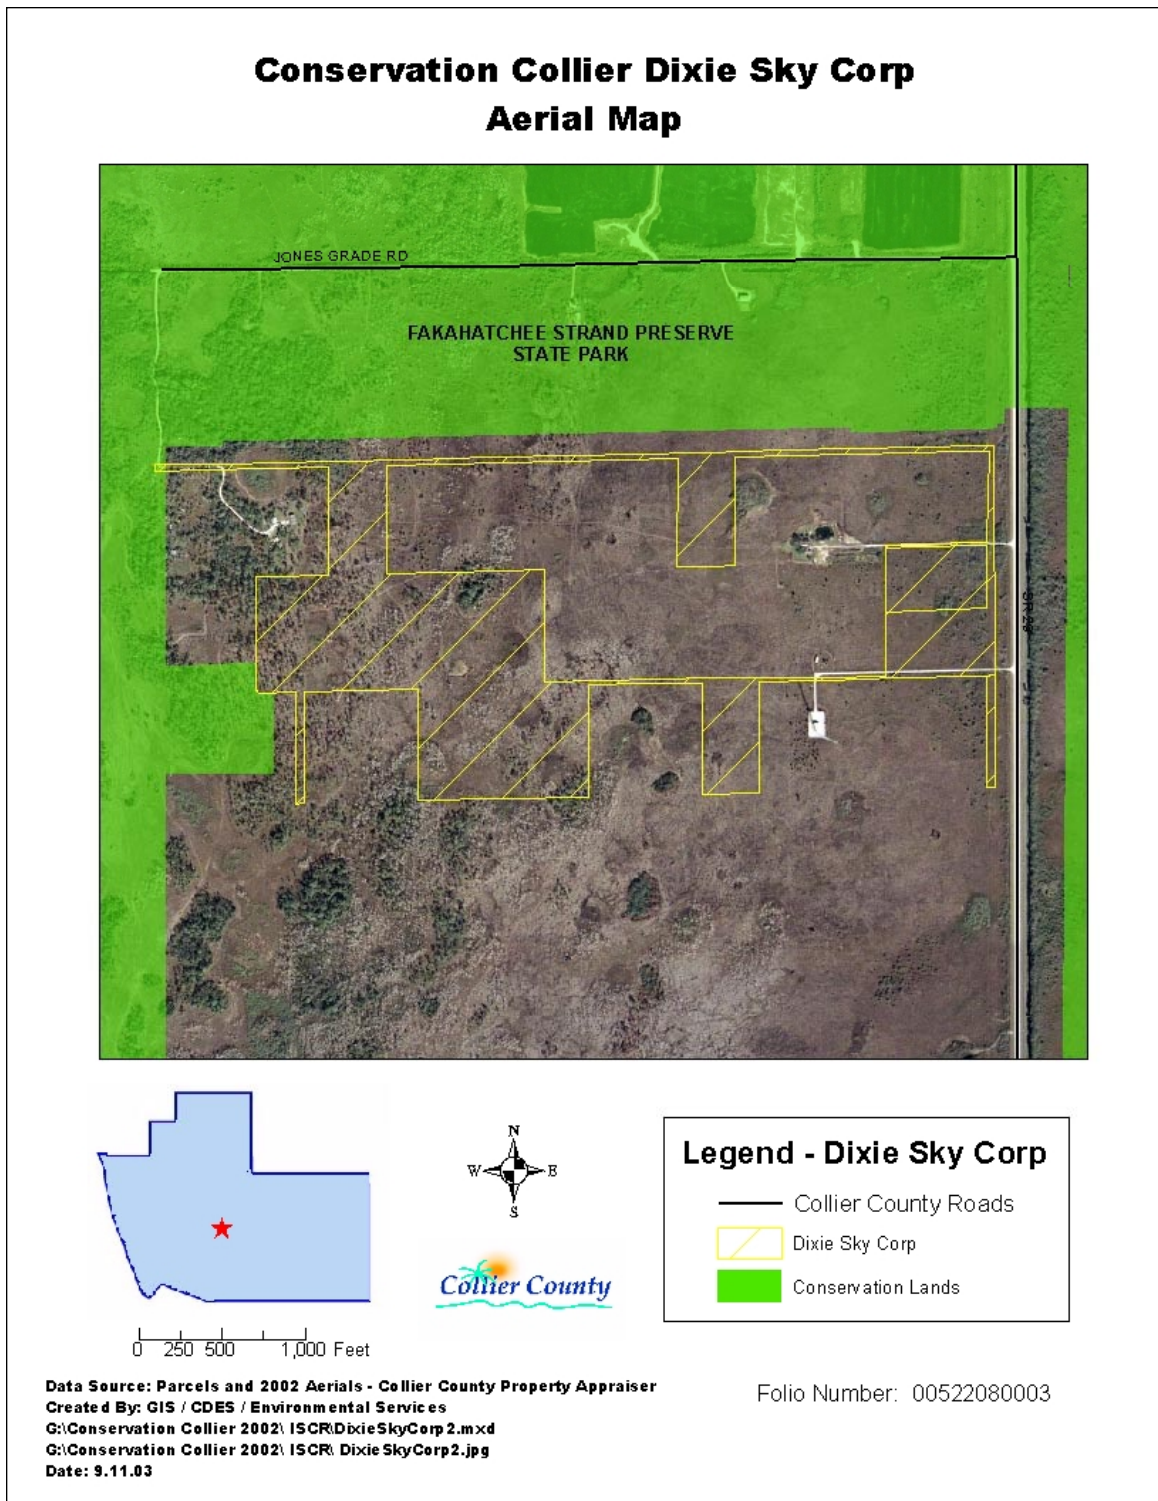 Conservation Collier Dixie Sky Corp
Aerial Map
JONES GRADE RD
FAKAHATCHEE STRAND PRESERVE
STATE PARK
N
W E
S
Collier County
0 250 500 1,000 Feet
Legend - Dixie Sky Corp
Collier County Roads
Dixie Sky Corp
Conservation Lands
Data Source: Parcels and 2002 Aerials - Collier County Property Appraiser
Created By: GIS / CDES / Environmental Services
G:\Conservation Collier 2002\ ISCR\DixieSkyCorp2.mxd
G:\Conservation Collier 2002\ ISCR\ DixieSkyCorp2.jpg
Date: 9.11.03
Folio Number: 00522080003